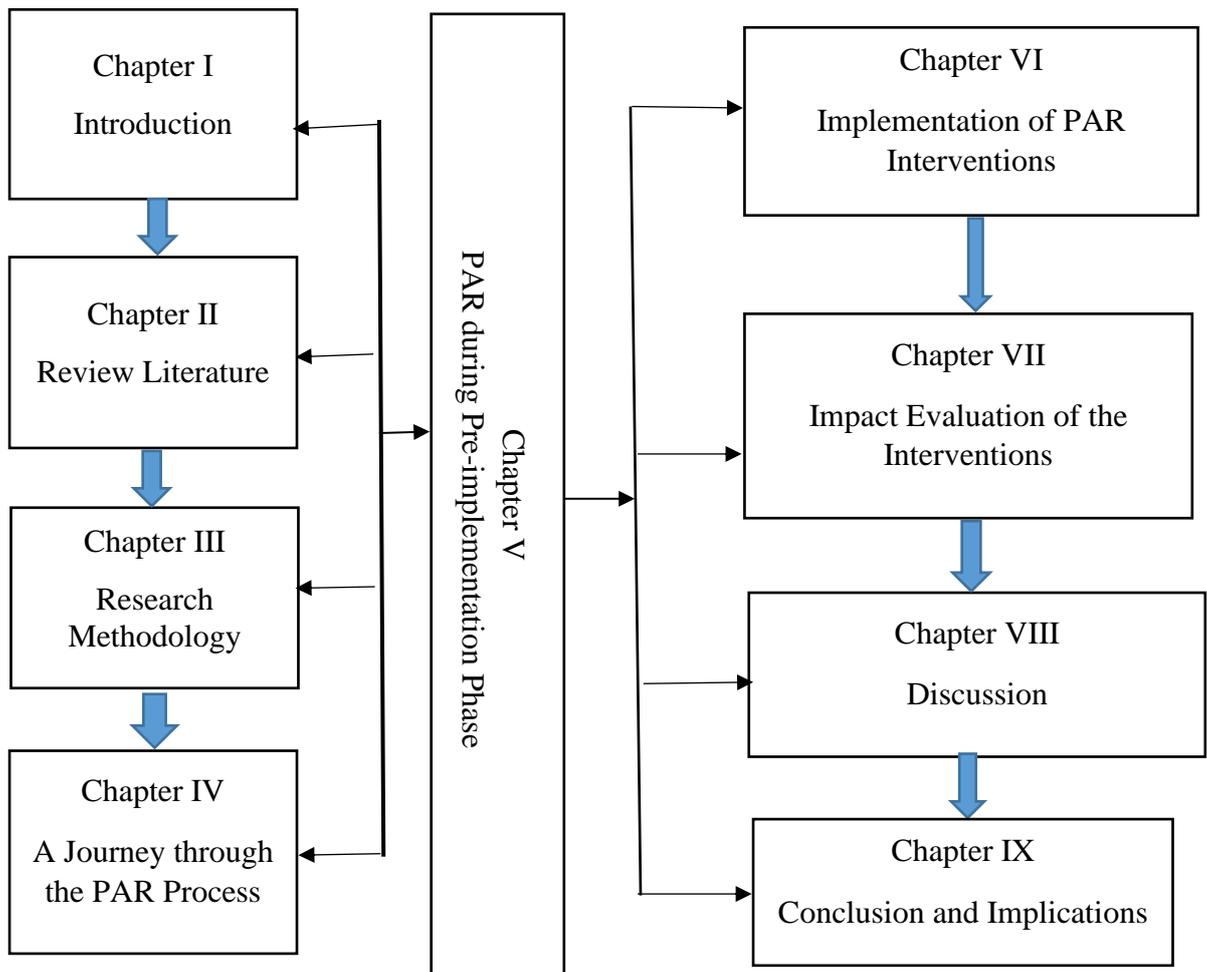 Chapter I
Introduction
Chapter II
Review Literature
Chapter III
Research
Methodology
Chapter IV
A Journey through
the PAR Process
Chapter V
PAR during Pre-implementation Phase
Chapter VI
Implementation of PAR
Interventions
Chapter VII
Impact Evaluation of the
Interventions
Chapter VIII
Discussion
Chapter IX
Conclusion and Implications